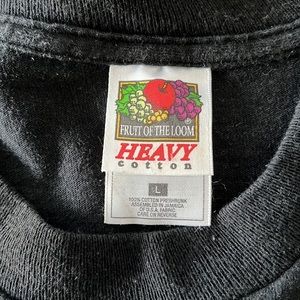 FRUIT OF THE LOOM
HEAVY
cotton
L
100% COTTON PRESHRUNK
ASSEMBLED IN JAMAICA
OF U.S.A. FABRIC
CARE ON REVERSE